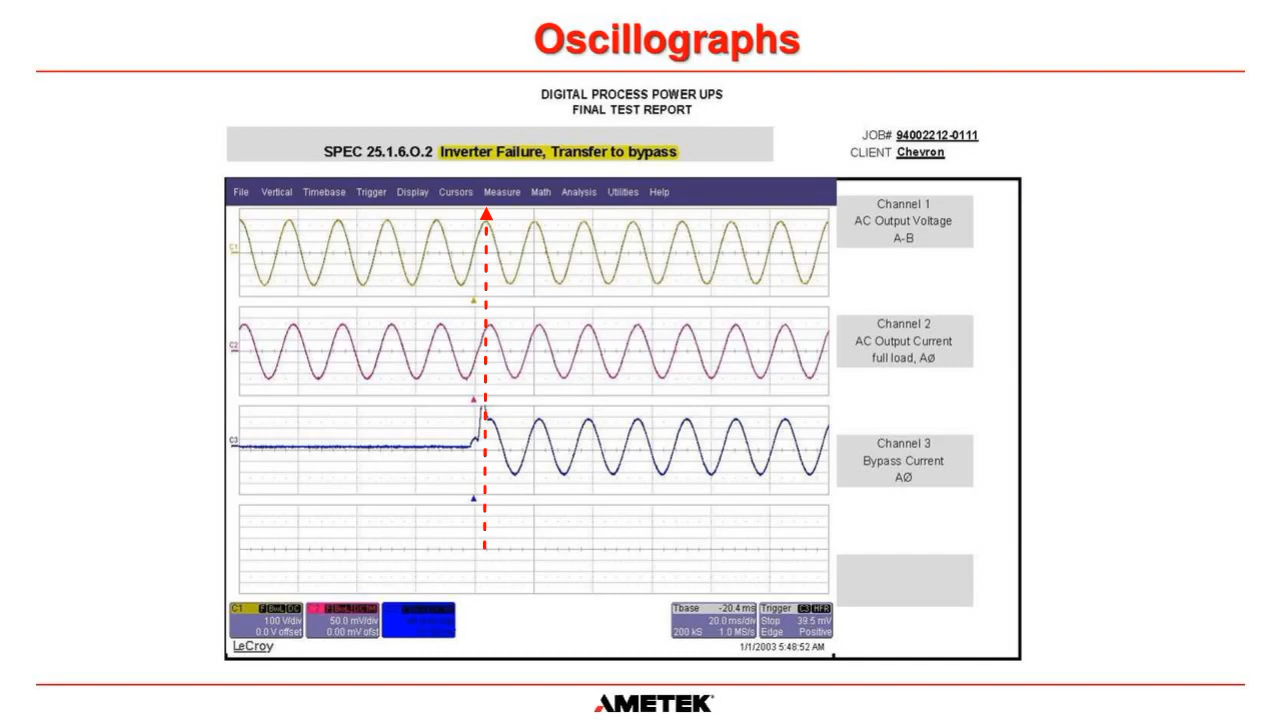 Oscillographs
DIGITAL PROCESS POWER UPS
FINAL TEST REPORT
JOB# 94002212-0111
CLIENT Chevron
SPEC 25.1.6.O.2 Inverter Failure, Transfer to bypass
File Vertical Timebase Trigger Display Cursors Measure Math Analysis Utilities Help
Channel 1
AC Output Voltage
A-B
C1
Channel 2
AC Output Current
full load, AØ
C2
Channel 3
Bypass Current
AØ
C3
C1 F BwL DC
100 V/div
0.0 V offset
50.0 mV/div
0.00 mV ofst
Tbase -20.4 ms
20.0 ms/div
200 kS 1.0 MS/s
Trigger C3 HFR
Stop 39.5 mV
Edge Positive
LeCroy
1/1/2003 5:48:52 AM
AMETEK